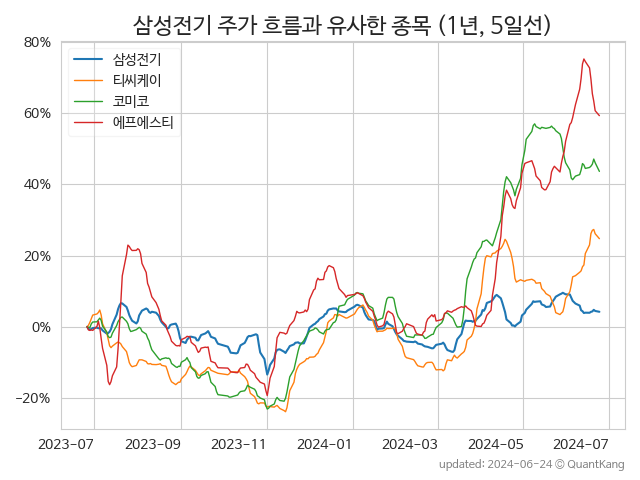 삼성전기 주가 흐름과 유사한 종목 (1년, 5일선)
80%
60%
40%
20%
0%
−20%
삼성전기
티씨케이
코미코
에프에스티
2023-07 2023-09 2023-11 2024-01 2024-03 2024-05 2024-07
updated: 2024-06-24 © QuantKang